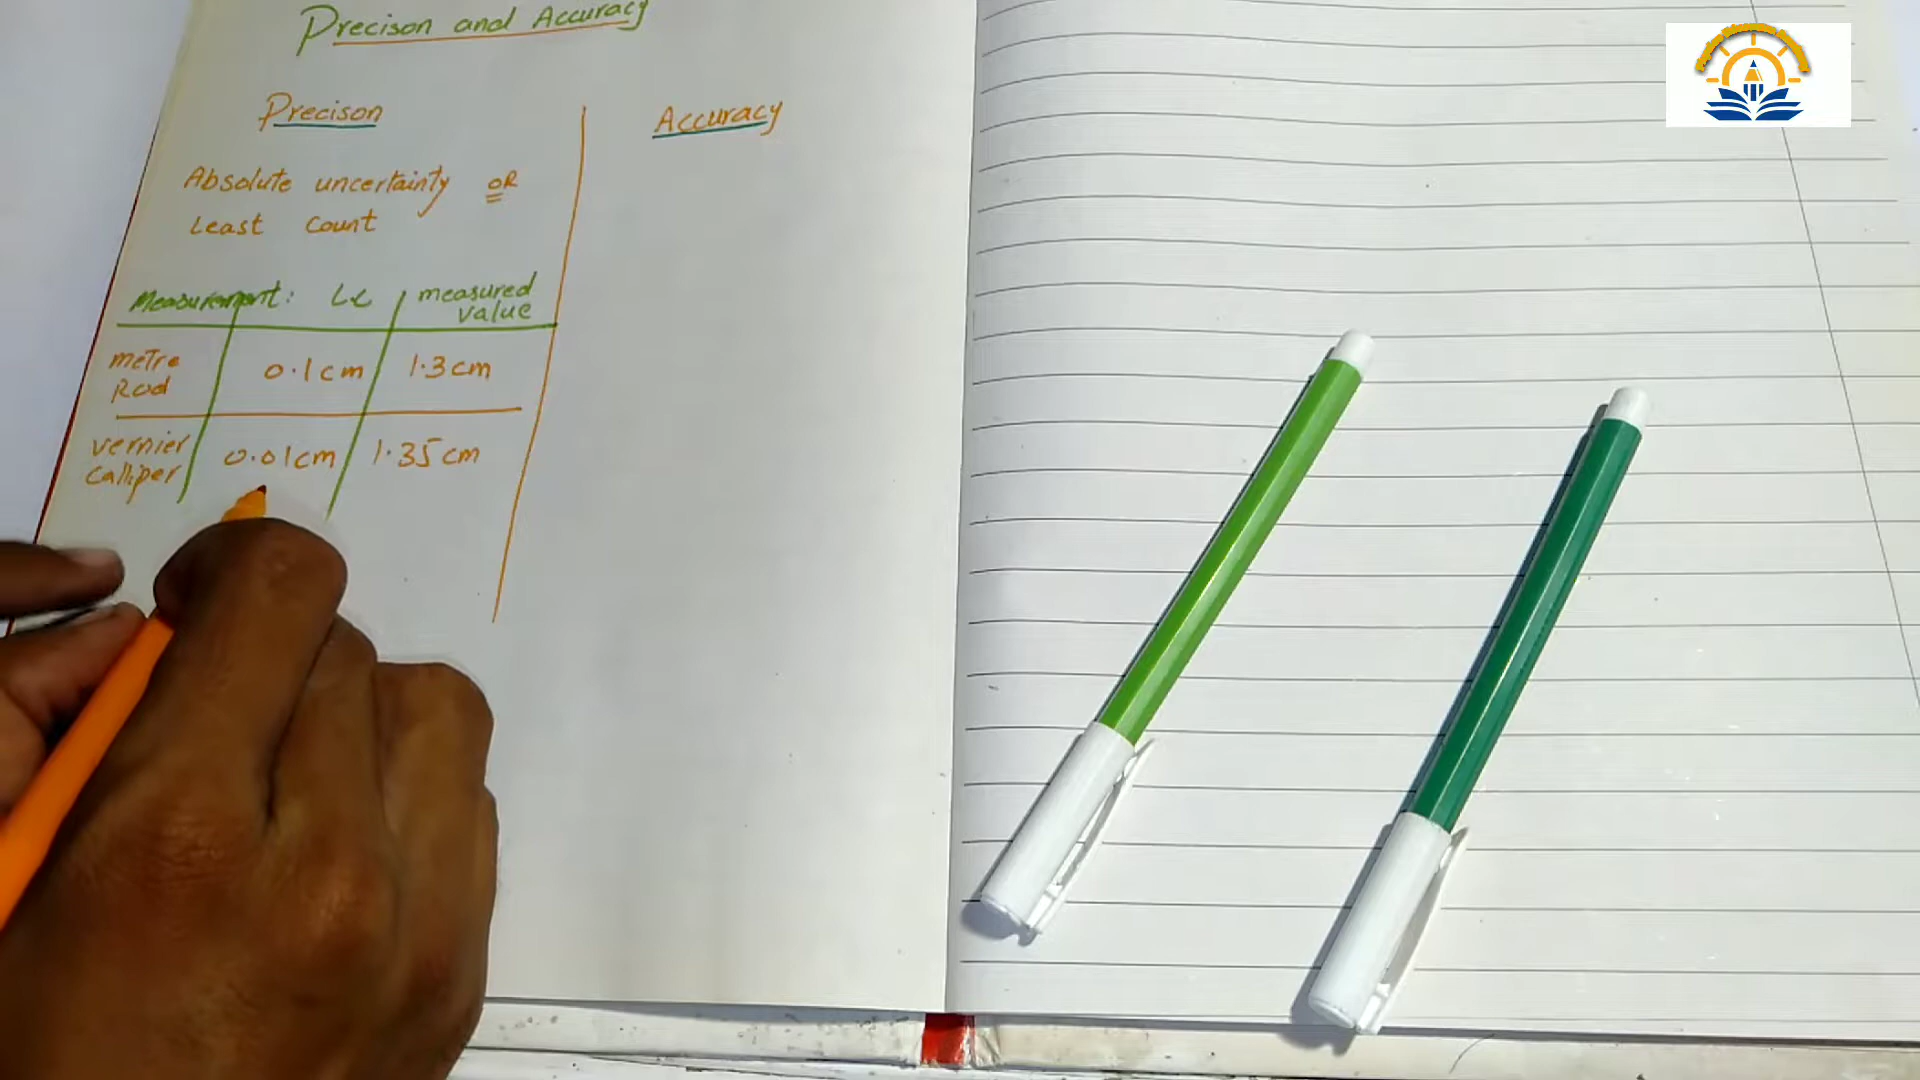 Precison and Accuracy
Precison
Accuracy
Absolute uncertainty OR
Least count
Measurement: LC measured
value
metre
Rod
0.1cm
1.3cm
vernier
calliper
0.01cm
1.35cm